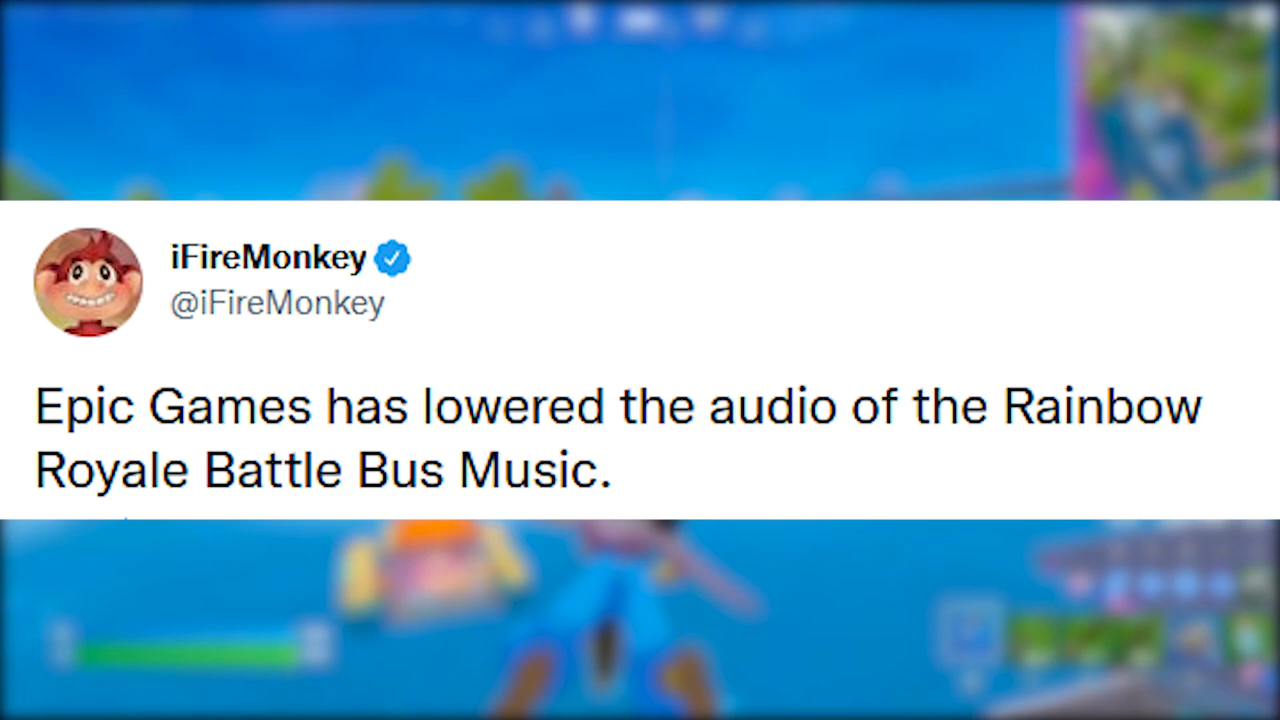 iFireMonkey
@iFireMonkey
Epic Games has lowered the audio of the Rainbow
Royale Battle Bus Music.